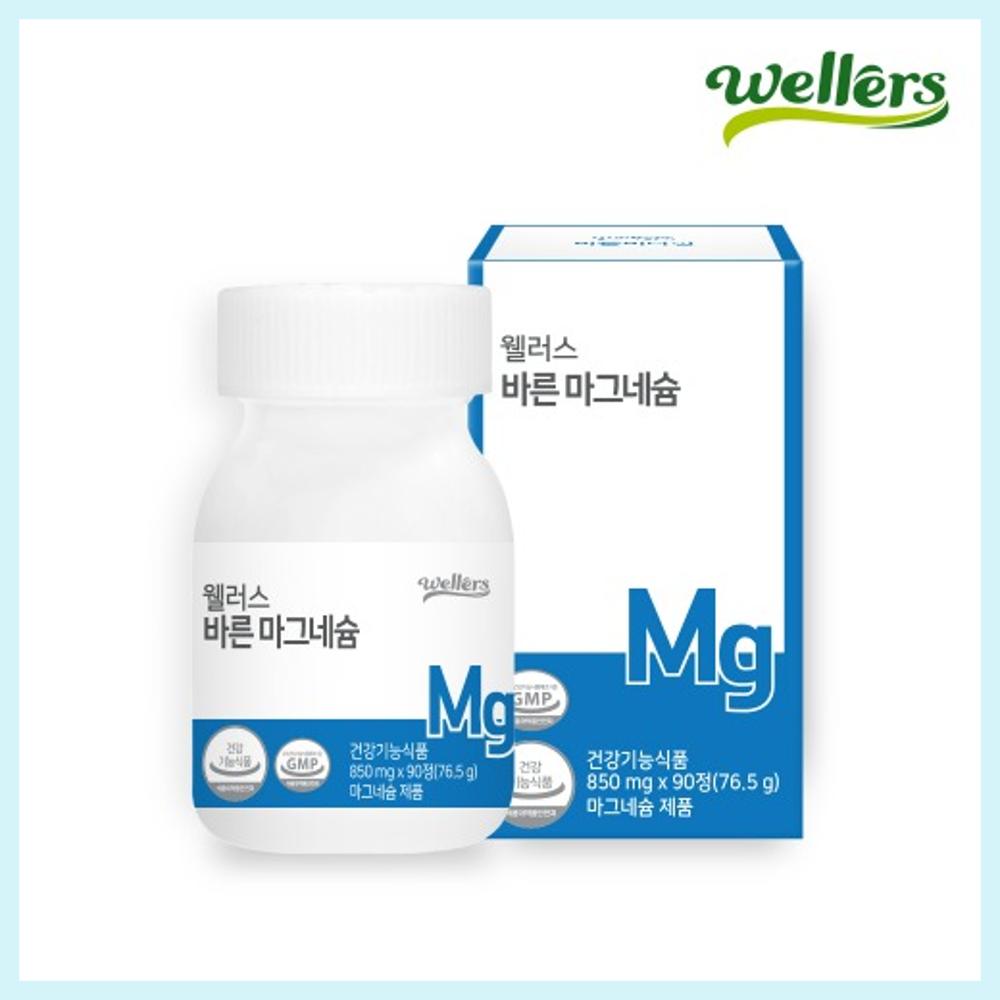 wellers
웰러스
바른 마그네슘
Mg
GMP
건강
기능식품
건강기능식품
850 mg x 90정(76.5 g)
마그네슘 제품
웰러스
wellers
바른 마그네슘
Mg
건강
기능식품
GMP
건강기능식품
850 mg x 90정(76.5 g)
마그네슘 제품